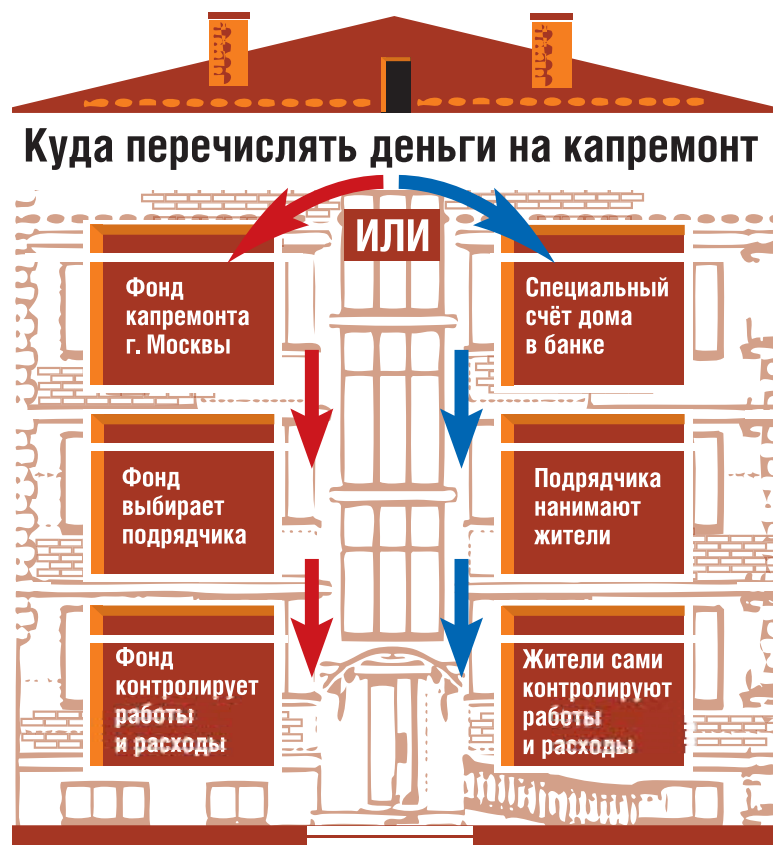 Куда перечислять деньги на капремонт
ИЛИ
Фонд
капремонта
г. Москвы
Фонд
выбирает
подрядчика
Фонд
контролирует
работы
и расходы
Специальный
счёт дома
в банке
Подрядчика
нанимают
жители
Жители сами
контролируют
работы
и расходы